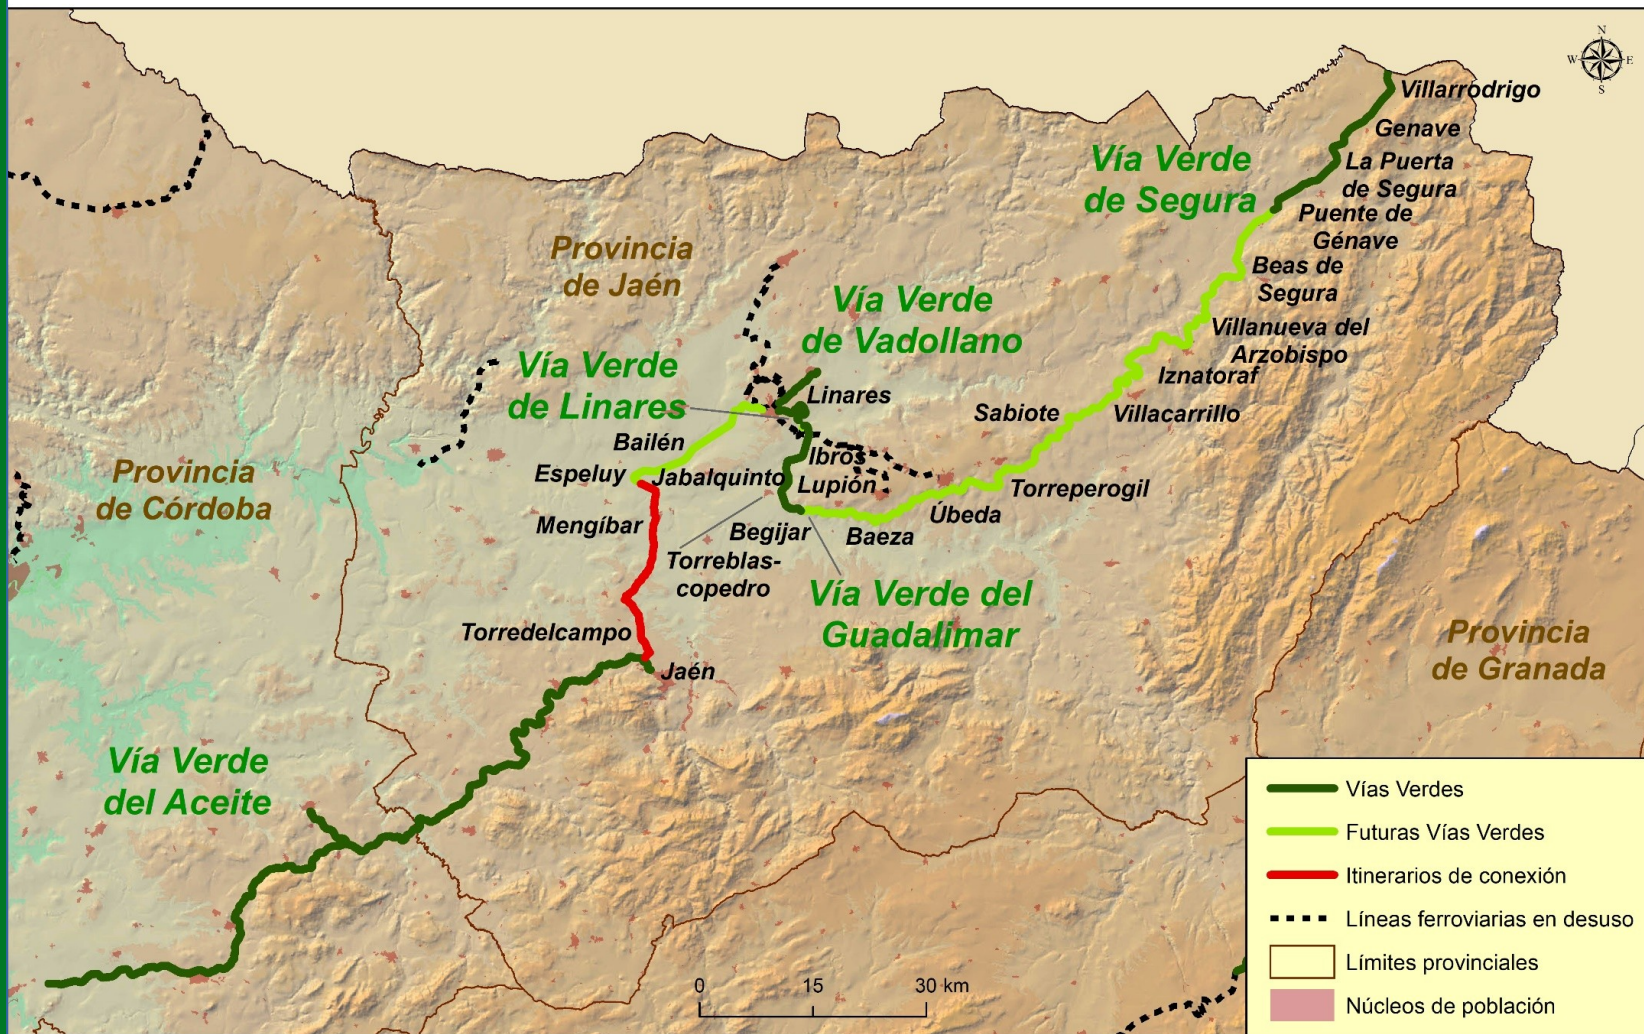 N
W
E
S
Villarrodrigo
Genave
La Puerta
de Segura
Vía Verde
de Segura
Puente de
Génave
Provincia
de Jaén
Beas de
Segura
Vía Verde
de Vadollano
Villanueva del
Arzobispo
Vía Verde
de Linares
Iznatoraf
Linares
Sabiote
Villacarrillo
Bailén
Ibros
Espeluy
Jabalquinto
Lupión
Torreperogil
Provincia
de Córdoba
Mengíbar
Úbeda
Begijar
Baeza
Torreblas-
copedro
Vía Verde del
Guadalimar
Torredelcampo
Provincia
de Granada
Jaén
Vía Verde
del Aceite
Vías Verdes
Futuras Vías Verdes
Itinerarios de conexión
Líneas ferroviarias en desuso
Límites provinciales
Núcleos de población
0 15 30 km